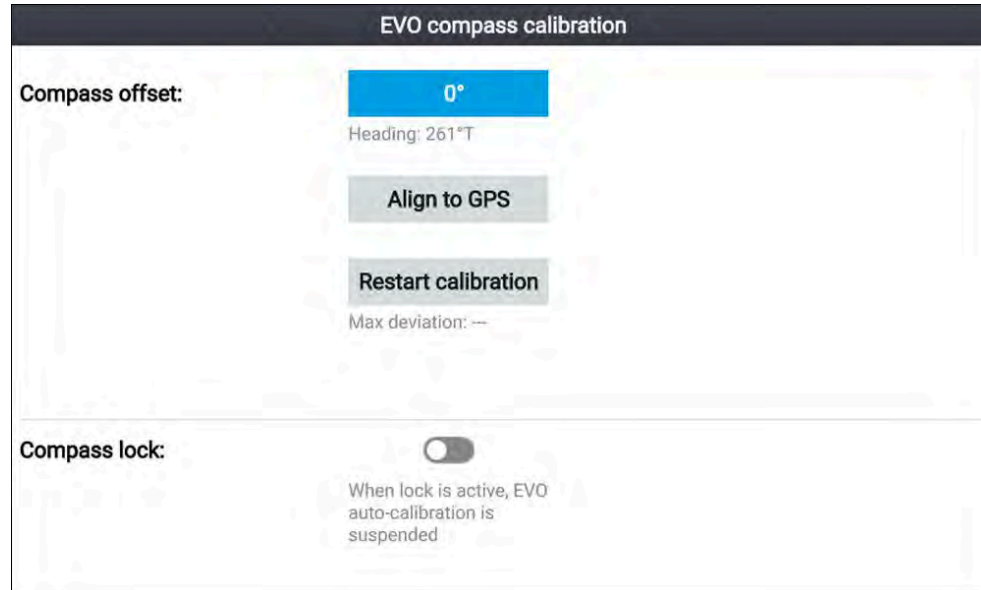 EVO compass calibration
Compass offset:
0°
Heading: 261°T
Align to GPS
Restart calibration
Max deviation: ---
Compass lock:
When lock is active, EVO
auto-calibration is
suspended